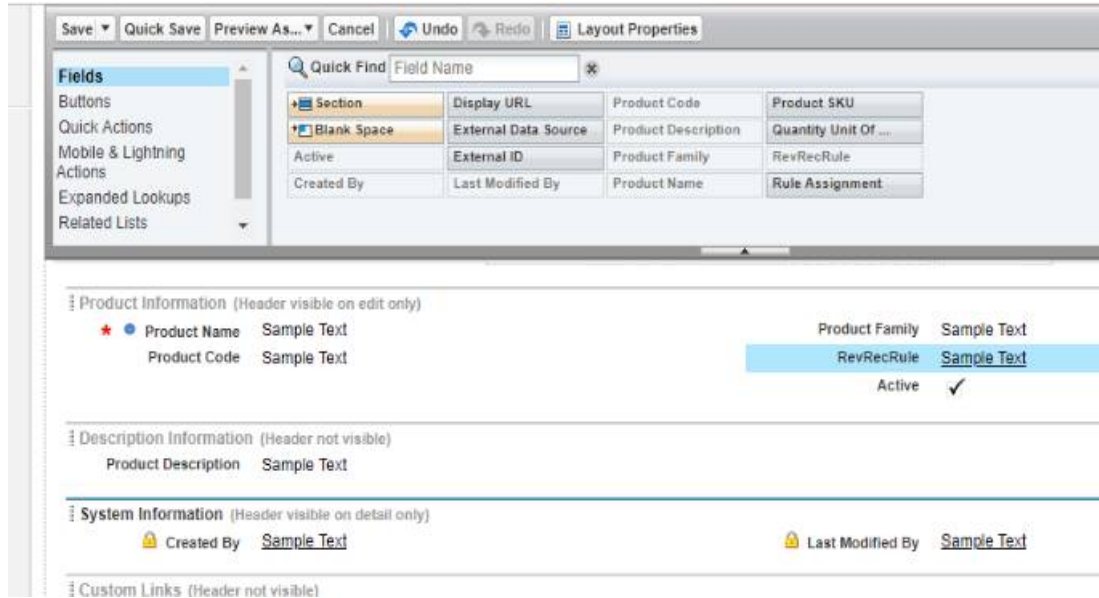 Save Quick Save Preview As... Cancel Undo Redo Layout Properties
Fields
Buttons
Quick Actions
Mobile & Lightning
Actions
Expanded Lookups
Related Lists
Quick Find Field Name
Section Display URL Product Code Product SKU
Blank Space External Data Source Product Description Quantity Unit Of ...
Active External ID Product Family RevRecRule
Created By Last Modified By Product Name Rule Assignment
Product Information (Header visible on edit only)
* Product Name Sample Text Product Family Sample Text
Product Code Sample Text RevRecRule Sample Text
Active ✓
Description Information (Header not visible)
Product Description Sample Text
System Information (Header visible on detail only)
Created By Sample Text Last Modified By Sample Text
Custom Links (Header not visible)